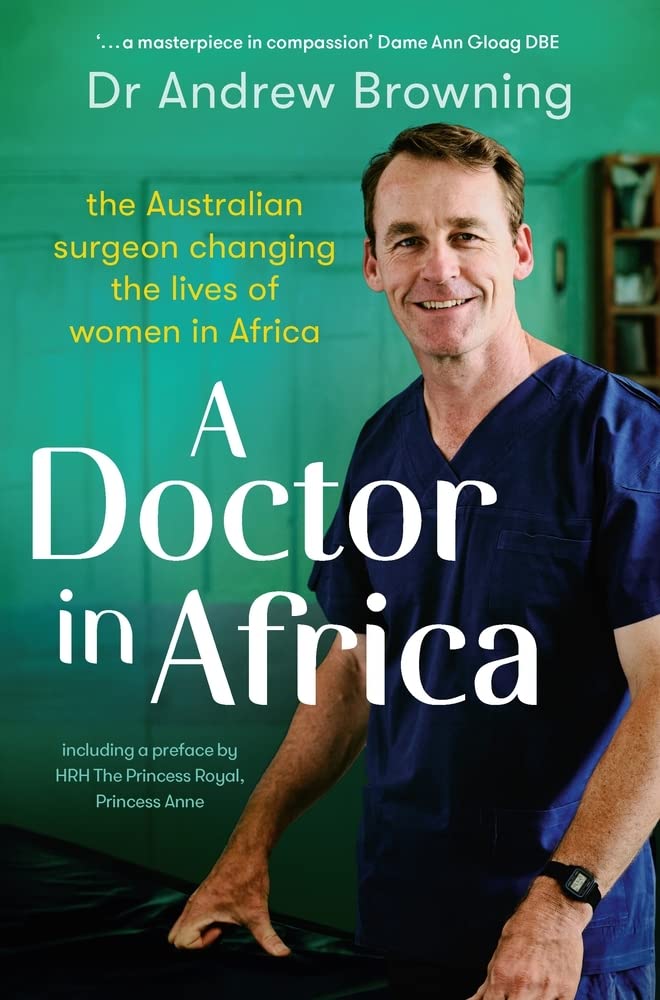 ‘...a masterpiece in compassion’ Dame Ann Gloag DBE
Dr Andrew Browning
the Australian
surgeon changing
the lives of
women in Africa
A
Doctor
in Africa
including a preface by
HRH The Princess Royal,
Princess Anne